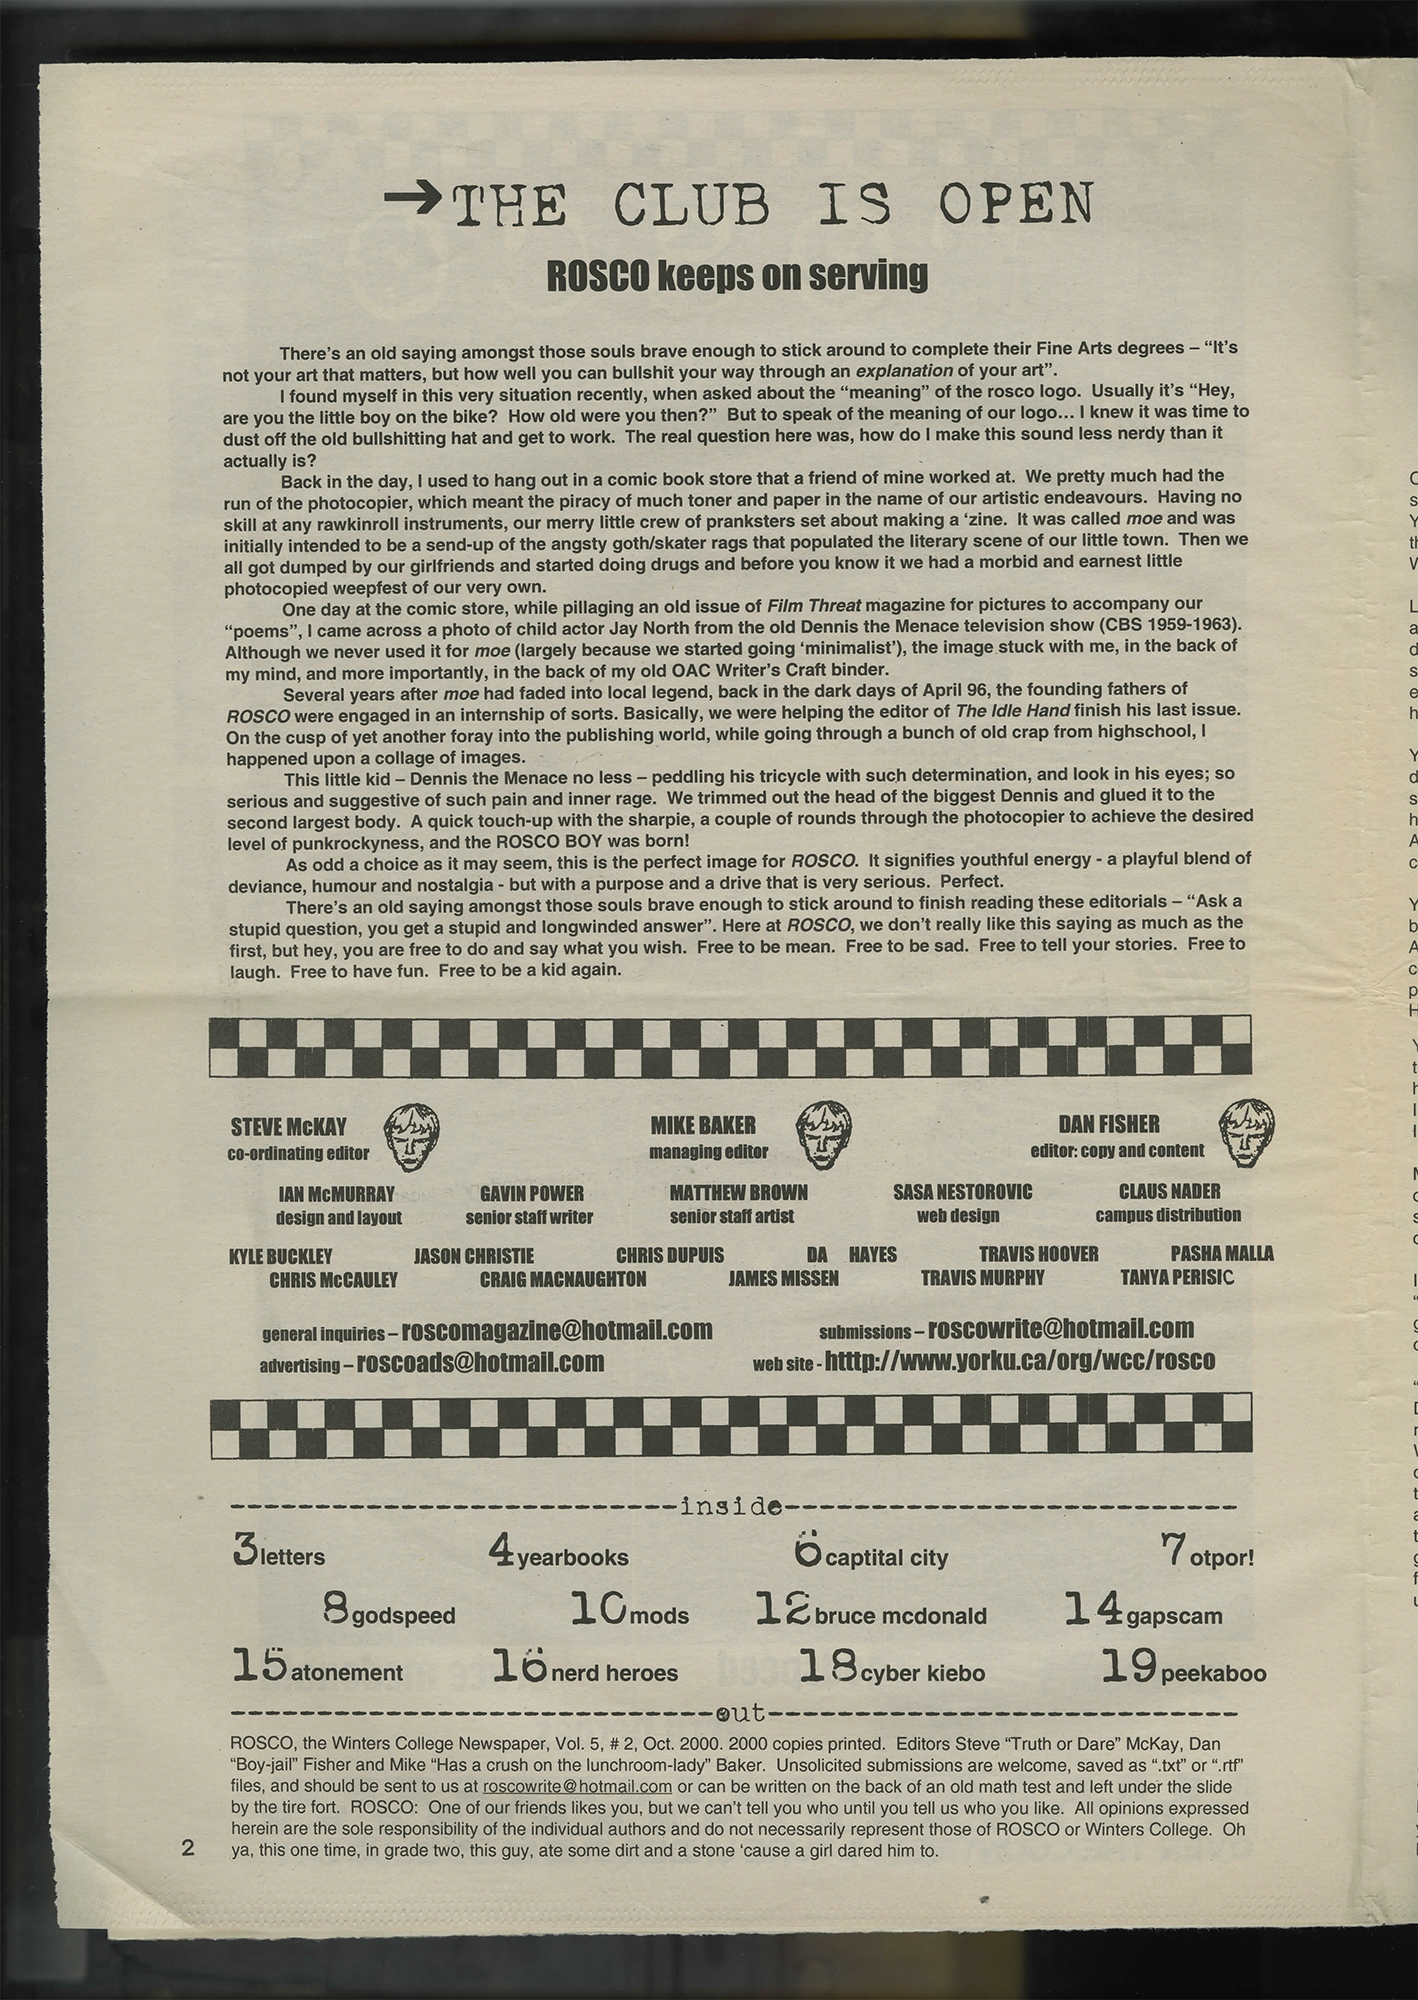 →THE CLUB IS OPEN
ROSCO keeps on serving
There's an old saying amongst those souls brave enough to stick around to complete their Fine Arts degrees – “It's
not your art that matters, but how well you can bullshit your way through an explanation of your art”.
I found myself in this very situation recently, when asked about the “meaning” of the rosco logo. Usually it's “Hey,
are you the little boy on the bike? How old were you then?” But to speak of the meaning of our logo... I knew it was time to
dust off the old bullshitting hat and get to work. The real question here was, how do I make this sound less nerdy than it
actually is?
Back in the day, I used to hang out in a comic book store that a friend of mine worked at. We pretty much had the
run of the photocopier, which meant the piracy of much toner and paper in the name of our artistic endeavours. Having no
skill at any rawkinroll instruments, our merry little crew of pranksters set about making a ‘zine. It was called moe and was
initially intended to be a send-up of the angsty goth/skater rags that populated the literary scene of our little town. Then we
all got dumped by our girlfriends and started doing drugs and before you know it we had a morbid and earnest little
photocopied weepfest of our very own.
One day at the comic store, while pillaging an old issue of Film Threat magazine for pictures to accompany our
“poems”, I came across a photo of child actor Jay North from the old Dennis the Menace television show (CBS 1959-1963).
Although we never used it for moe (largely because we started going ‘minimalist’), the image stuck with me, in the back of
my mind, and more importantly, in the back of my old OAC Writer's Craft binder.
Several years after moe had faded into local legend, back in the dark days of April 96, the founding fathers of
ROSCO were engaged in an internship of sorts. Basically, we were helping the editor of The Idle Hand finish his last issue.
On the cusp of yet another foray into the publishing world, while going through a bunch of old crap from highschool, I
happened upon a collage of images.
This little kid – Dennis the Menace no less – peddling his tricycle with such determination, and look in his eyes; so
serious and suggestive of such pain and inner rage. We trimmed out the head of the biggest Dennis and glued it to the
second largest body. A quick touch-up with the sharpie, a couple of rounds through the photocopier to achieve the desired
level of punkrockyness, and the ROSCO BOY was born!
As odd a choice as it may seem, this is the perfect image for ROSCO. It signifies youthful energy - a playful blend of
deviance, humour and nostalgia - but with a purpose and a drive that is very serious. Perfect.
There's an old saying amongst those souls brave enough to stick around to finish reading these editorials – “Ask a
stupid question, you get a stupid and longwinded answer”. Here at ROSCO, we don't really like this saying as much as the
first, but hey, you are free to do and say what you wish. Free to be mean. Free to be sad. Free to tell your stories. Free to
laugh. Free to have fun. Free to be a kid again.
STEVE McKAY MIKE BAKER DAN FISHER
co-ordinating editor managing editor editor: copy and content
IAN McMURRAY GAVIN POWER MATTHEW BROWN SASA NESTOROVIC CLAUS NADER
design and layout senior staff writer senior staff artist web design campus distribution
KYLE BUCKLEY JASON CHRISTIE CHRIS DUPUIS DA HAYES TRAVIS HOOVER PASHA MALLA
CHRIS McCAULEY CRAIG MACNAUGHTON JAMES MISSEN TRAVIS MURPHY TANYA PERISIC
general inquiries – roscomagazine@hotmail.com submissions – roscowrite@hotmail.com
advertising – roscoads@hotmail.com web site - htttp://www.yorku.ca/org/wcc/rosco
--------------------------inside--------------------------
3 letters 4 yearbooks 6 captital city 7 otpor!
8 godspeed 10 mods 12 bruce mcdonald 14 gapscam
15 atonement 16 nerd heroes 18 cyber kiebo 19 peekaboo
----------------------------out---------------------------
ROSCO, the Winters College Newspaper, Vol. 5, # 2, Oct. 2000. 2000 copies printed. Editors Steve “Truth or Dare” McKay, Dan
“Boy-jail” Fisher and Mike “Has a crush on the lunchroom-lady” Baker. Unsolicited submissions are welcome, saved as “.txt” or “.rtf”
files, and should be sent to us at roscowrite@hotmail.com or can be written on the back of an old math test and left under the slide
by the tire fort. ROSCO: One of our friends likes you, but we can't tell you who until you tell us who you like. All opinions expressed
herein are the sole responsibility of the individual authors and do not necessarily represent those of ROSCO or Winters College. Oh
ya, this one time, in grade two, this guy, ate some dirt and a stone ‘cause a girl dared him to.
2